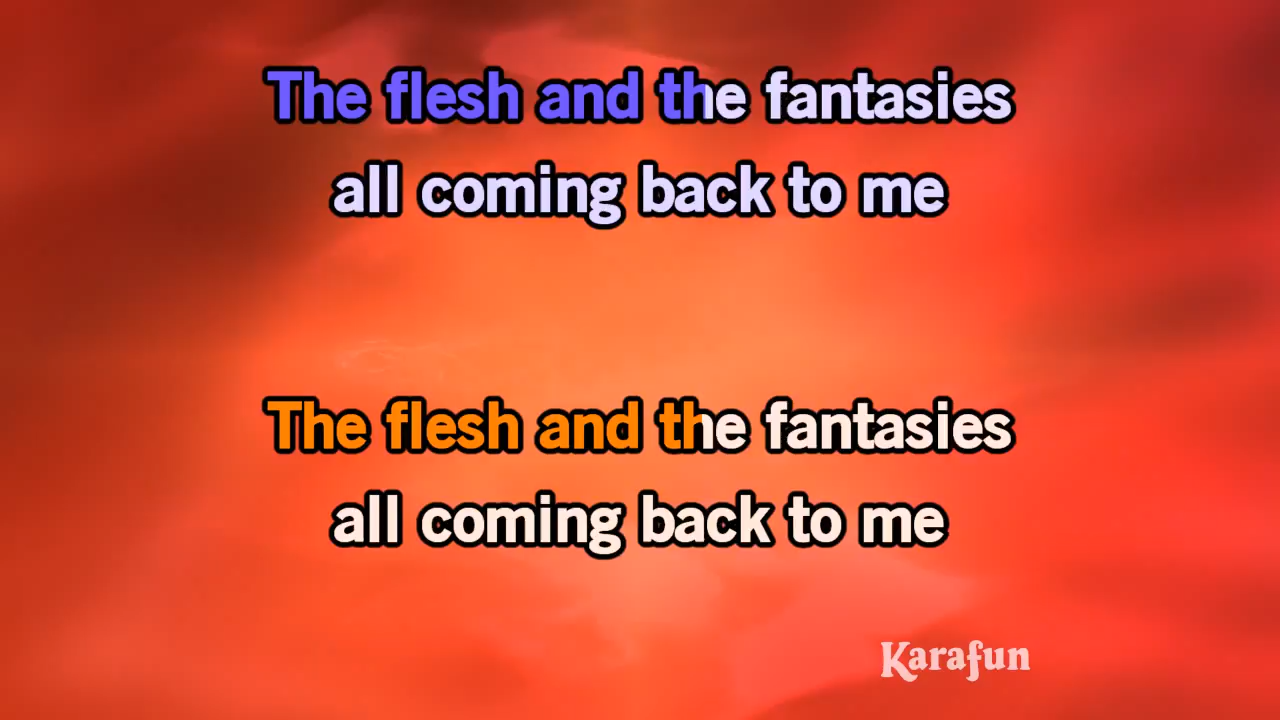 The flesh and the fantasies
all coming back to me
The flesh and the fantasies
all coming back to me
Karafun